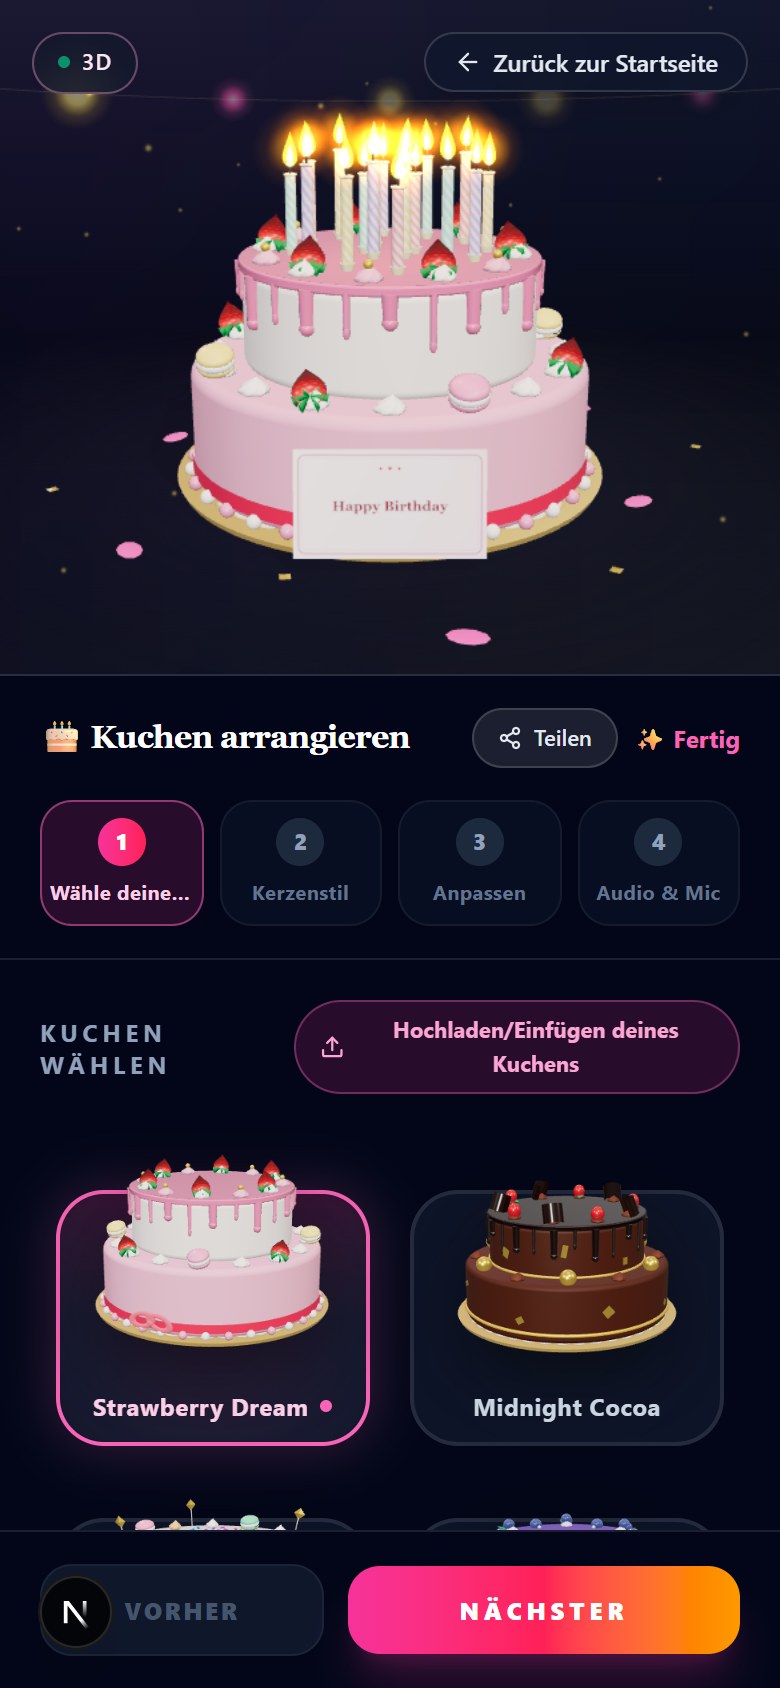 3D
Zurück zur Startseite
Happy Birthday
Kuchen arrangieren
Teilen
Fertig
1
2
3
4
Wähle deine...
Kerzenstil
Anpassen
Audio & Mic
KUCHEN
WÄHLEN
Hochladen/Einfügen deines
Kuchens
Strawberry Dream
Midnight Cocoa
N
VORHER
NÄCHSTER